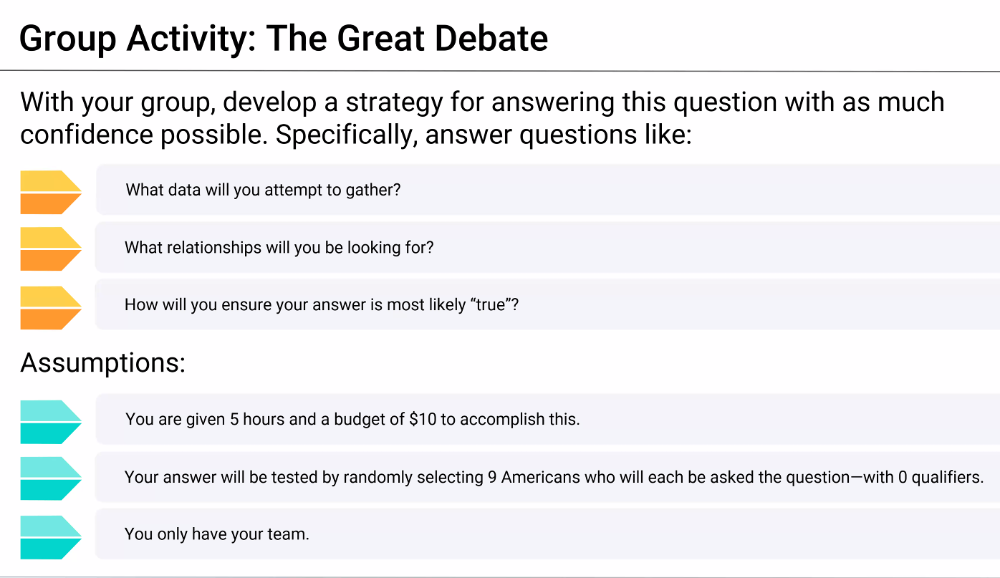 Group Activity: The Great Debate
With your group, develop a strategy for answering this question with as much
confidence possible. Specifically, answer questions like:
What data will you attempt to gather?
What relationships will you be looking for?
How will you ensure your answer is most likely “true”?
Assumptions:
You are given 5 hours and a budget of $10 to accomplish this.
Your answer will be tested by randomly selecting 9 Americans who will each be asked the question—with 0 qualifiers.
You only have your team.